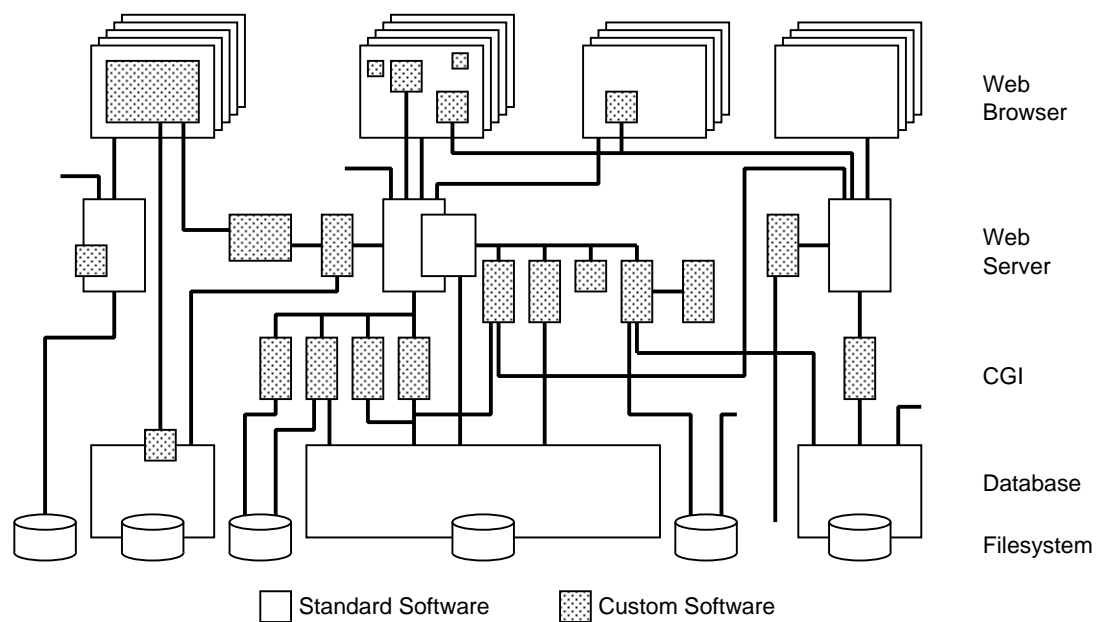 Web
Browser
Web
Server
CGI
Database
Filesystem
Standard Software
Custom Software